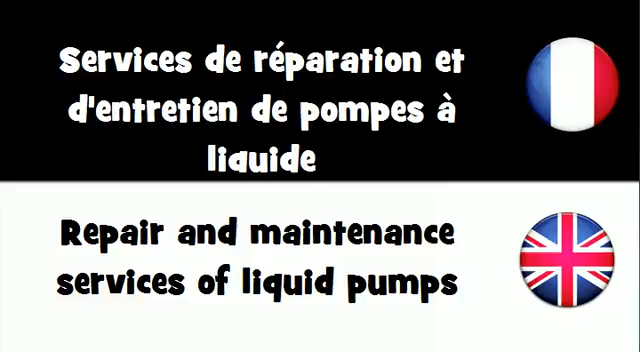 Services de réparation et
d'entretien de pompes à
liquide
Repair and maintenance
services of liquid pumps